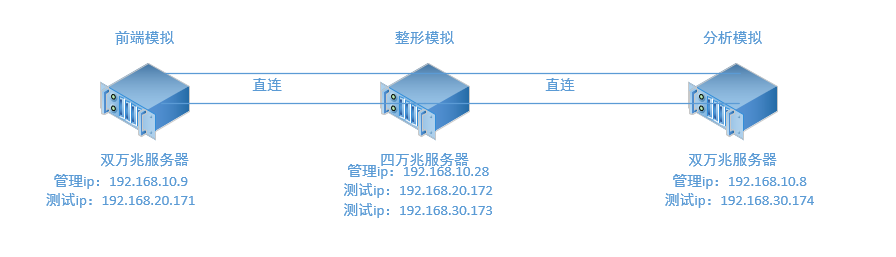 前端模拟
整形模拟
分析模拟
直连
直连
双万兆服务器
管理ip：192.168.10.9
测试ip：192.168.20.171
四万兆服务器
管理ip：192.168.10.28
测试ip：192.168.20.172
测试ip：192.168.30.173
双万兆服务器
管理ip：192.168.10.8
测试ip：192.168.30.174